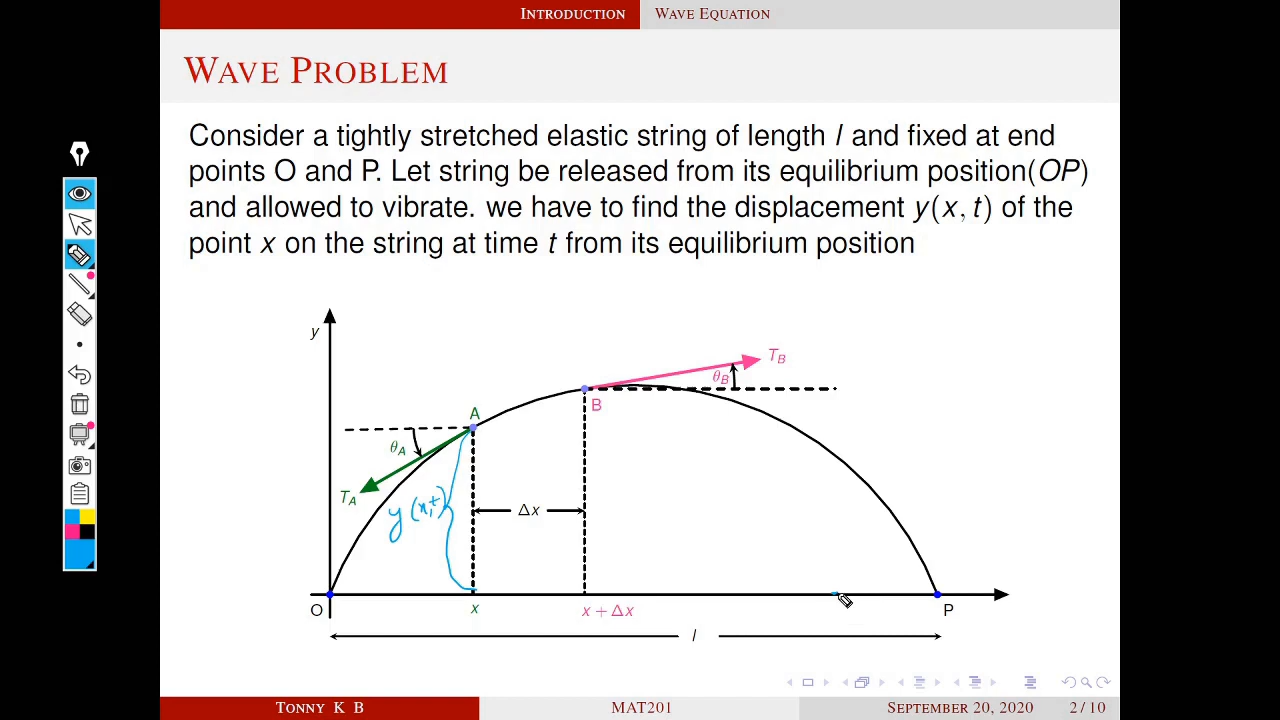 INTRODUCTION WAVE EQUATION
WAVE PROBLEM
Consider a tightly stretched elastic string of length l and fixed at end
points O and P. Let string be released from its equilibrium position(OP)
and allowed to vibrate. we have to find the displacement y(x, t) of the
point x on the string at time t from its equilibrium position
y
T_B
θ_B
B
A
θ_A
T_A
y(x,t)
Δx
O
x
x + Δx
P
l
TONNY K B MAT201 SEPTEMBER 20, 2020 2 / 10